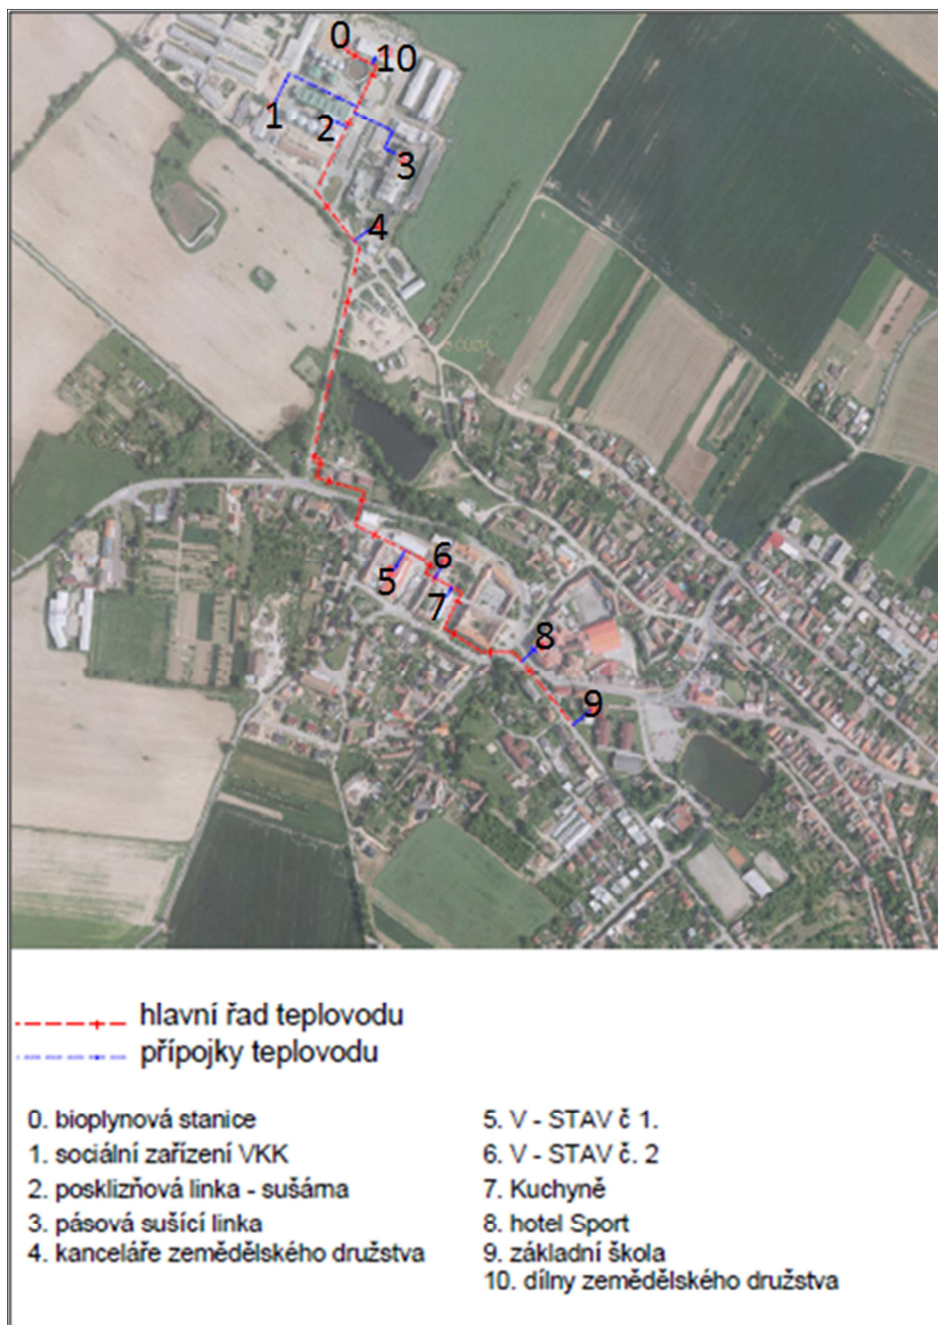 0
10
1
2
3
4
5
6
7
8
9
hlavní řad teplovodu
přípojky teplovodu
0. bioplynová stanice
1. sociální zařízení VKK
2. posklizňová linka - sušárna
3. pásová sušící linka
4. kanceláře zemědělského družstva
5. V - STAV č 1.
6. V - STAV č. 2
7. Kuchyně
8. hotel Sport
9. základní škola
10. dílny zemědělského družstva